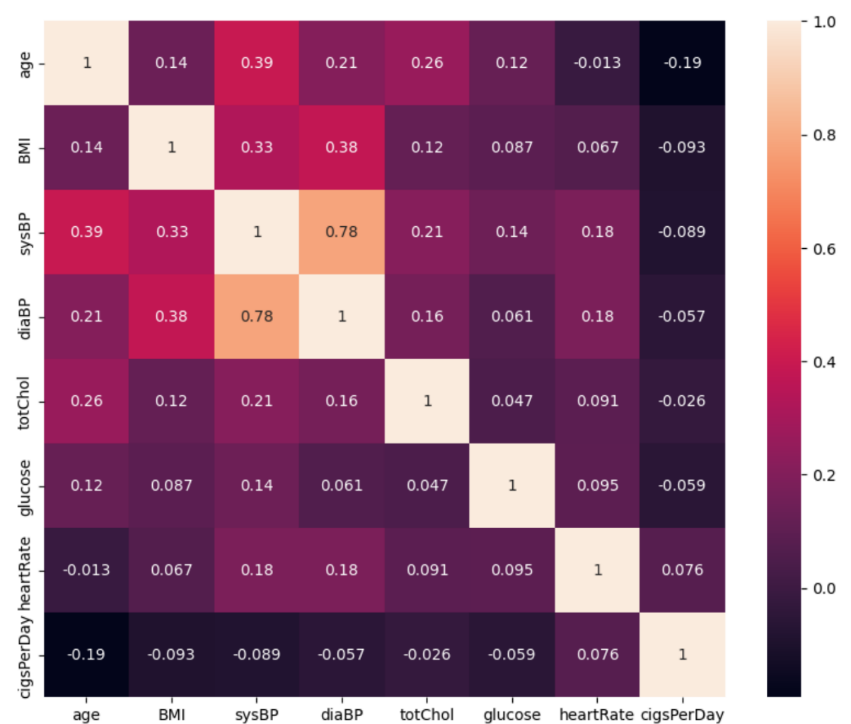 1.0
age 1 0.14 0.39 0.21 0.26 0.12 -0.013 -0.19
BMI 0.14 1 0.33 0.38 0.12 0.087 0.067 -0.093
0.8
sysBP 0.39 0.33 1 0.78 0.21 0.14 0.18 -0.089
0.6
diaBP 0.21 0.38 0.78 1 0.16 0.061 0.18 -0.057
0.4
totChol 0.26 0.12 0.21 0.16 1 0.047 0.091 -0.026
0.2
glucose 0.12 0.087 0.14 0.061 0.047 1 0.095 -0.059
heartRate -0.013 0.067 0.18 0.18 0.091 0.095 1 0.076
0.0
cigsPerDay -0.19 -0.093 -0.089 -0.057 -0.026 -0.059 0.076 1
age BMI sysBP diaBP totChol glucose heartRate cigsPerDay